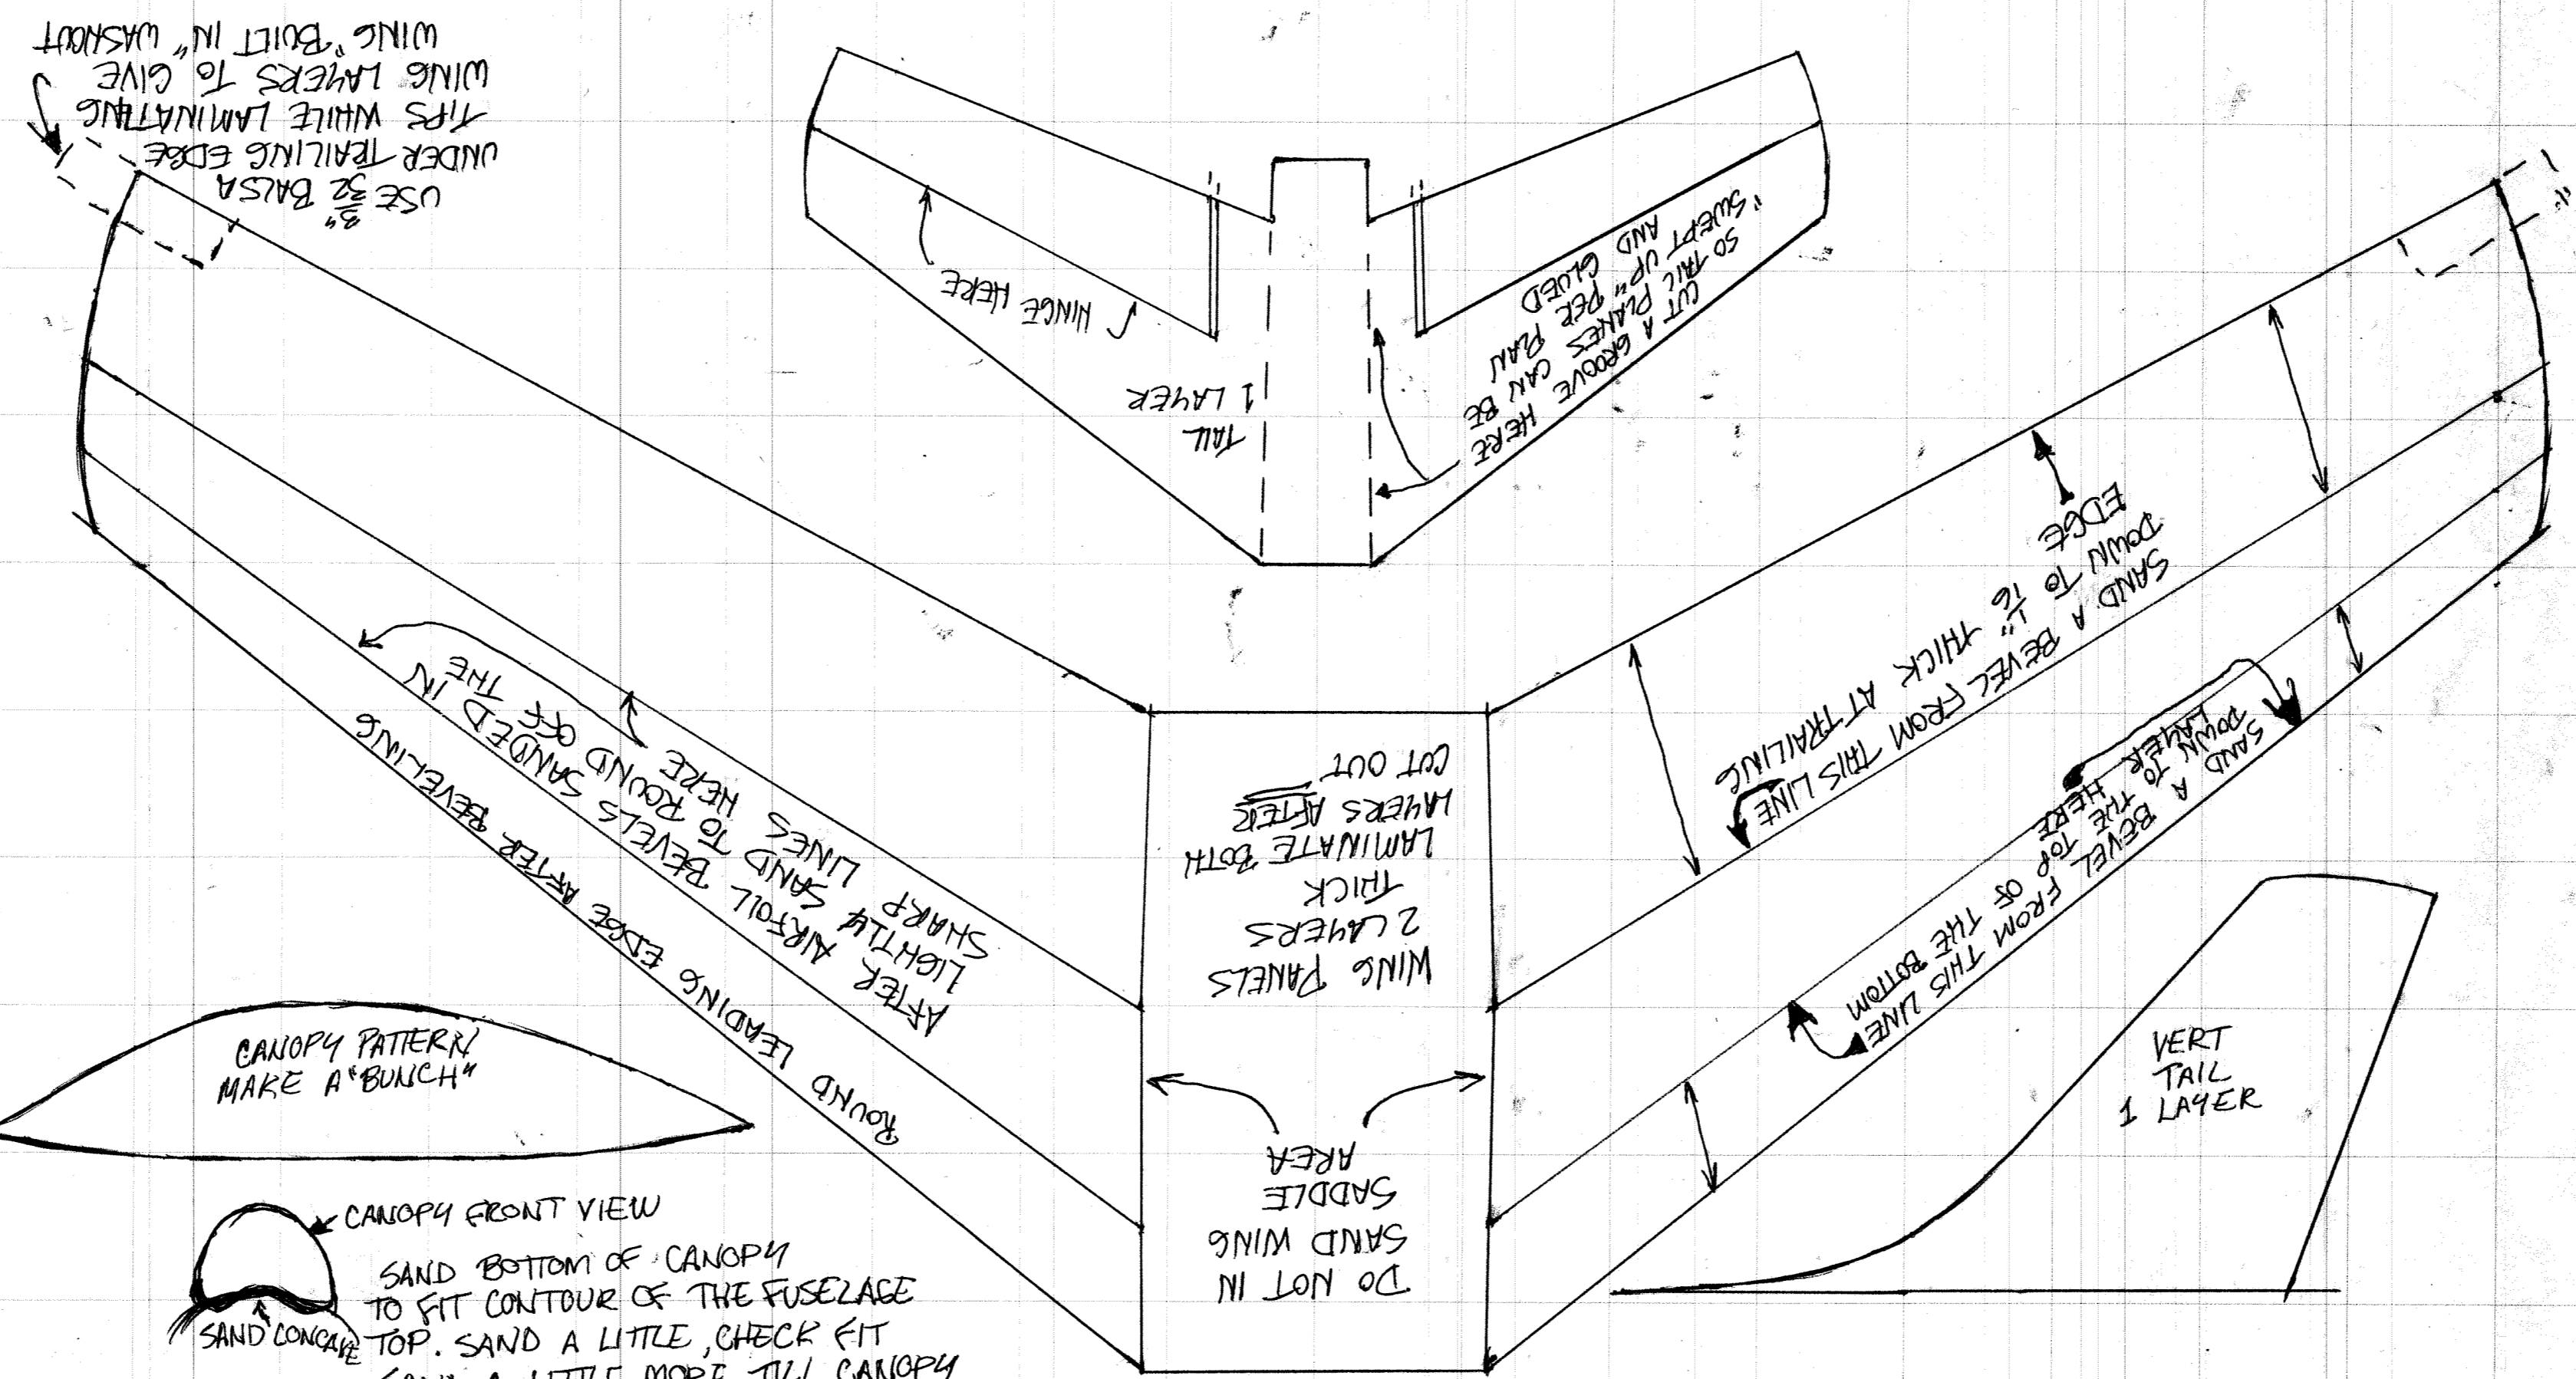 USE 3/32" BALSA
UNDER TRAILING EDGE
TIPS WHILE LAMINATING
WING LAYERS TO GIVE
WING "BUILT IN" WASHOUT
HINGE HERE
TAIL
1 LAYER
CUT A GROOVE HERE
SO TAIL PLANES CAN BE
"SWEPT UP" PER PLAN
AND GLUED
1"
SAND A BEVEL FROM THIS LINE
DOWN TO 1/16" THICK AT TRAILING
EDGE
SAND A BEVEL FROM THIS LINE
DOWN TO THE TOP OF THE BOTTOM
LAYER HERE
AFTER AIRFOIL BEVELS SANDED IN
LIGHTLY SAND TO ROUND OFF THE
SHARP LINES HERE
ROUND LEADING EDGE AFTER BEVELING
DO NOT IN
SAND WING
SADDLE
AREA
WING PANELS
2 LAYERS
THICK
LAMINATE BOTH
LAYERS AFTER
CUT OUT
CANOPY PATTERN
MAKE A "BUNCH"
VERT
TAIL
1 LAYER
CANOPY FRONT VIEW
SAND BOTTOM OF CANOPY
TO FIT CONTOUR OF THE FUSELAGE
TOP. SAND A LITTLE, CHECK FIT
SAND A LITTLE MORE TILL CANOPY
SAND CONCAVE